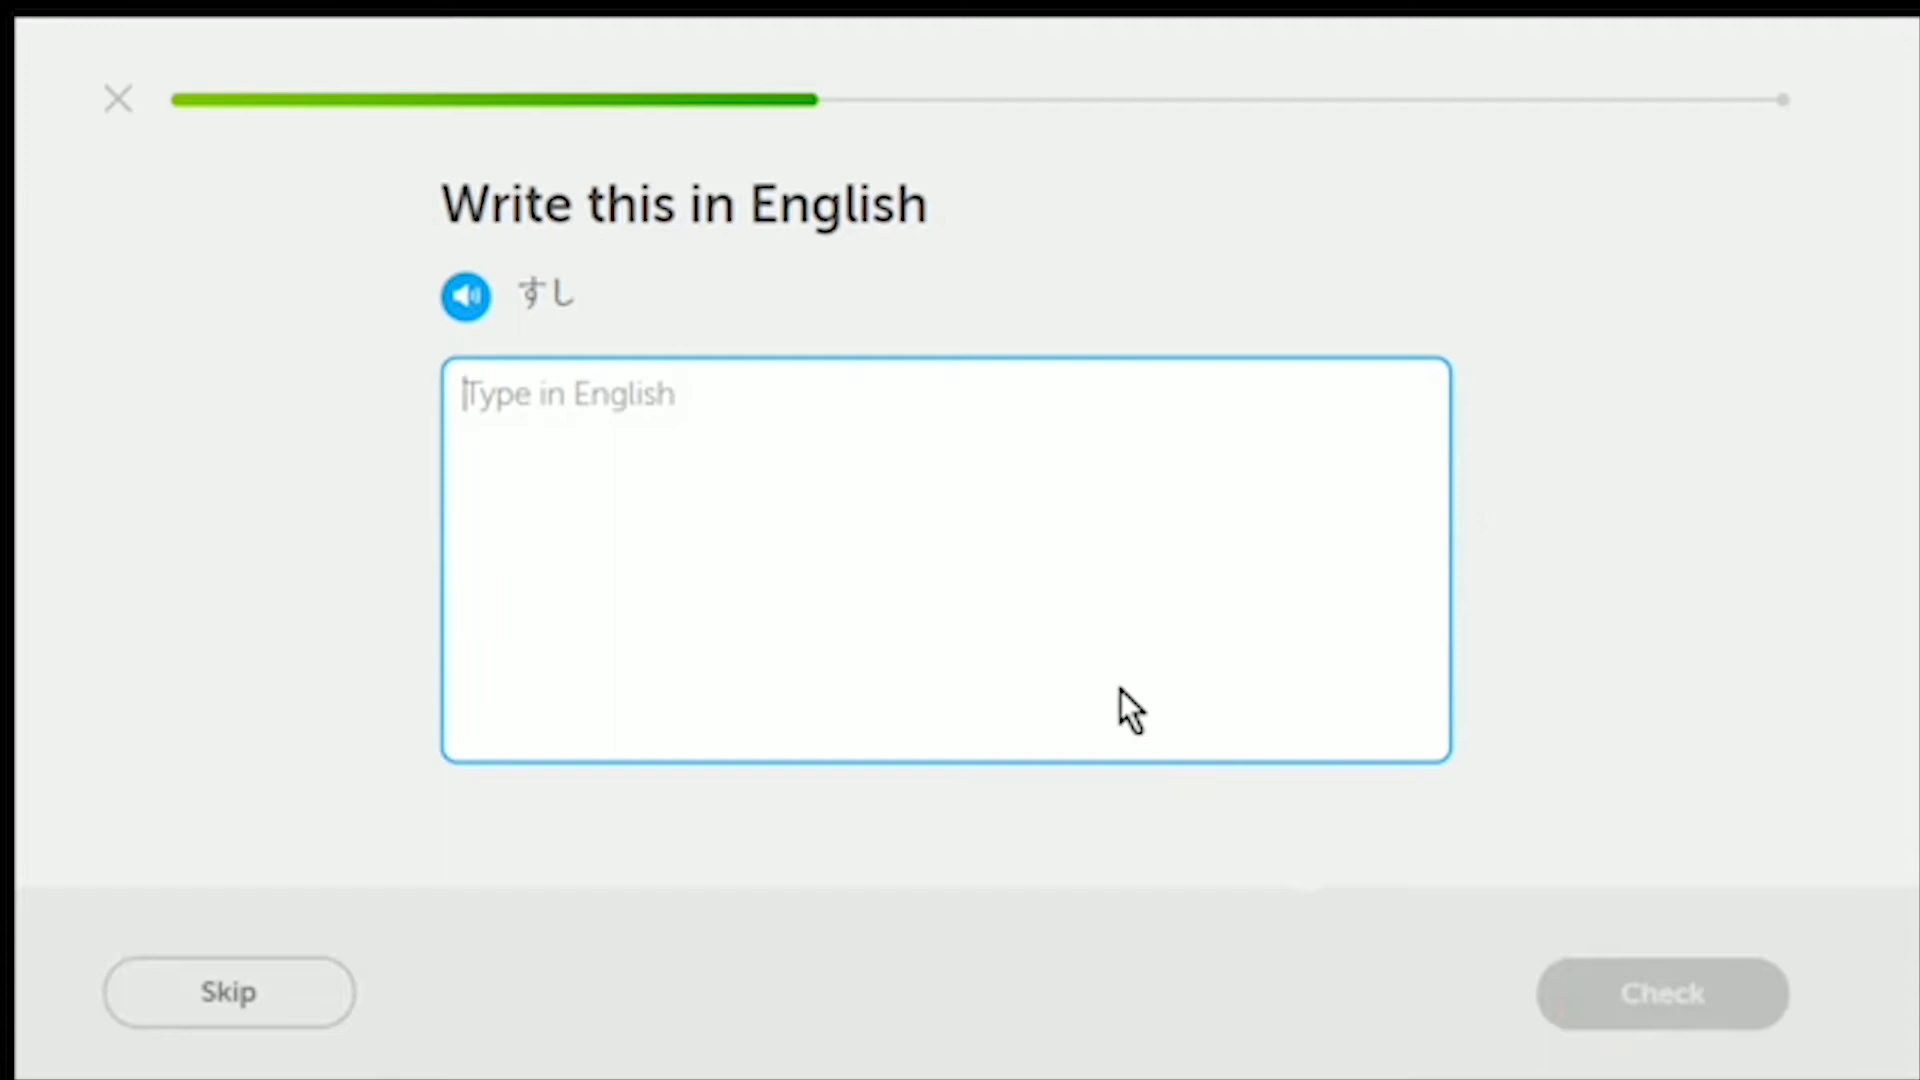 Write this in English
すし
Type in English
Skip
Check